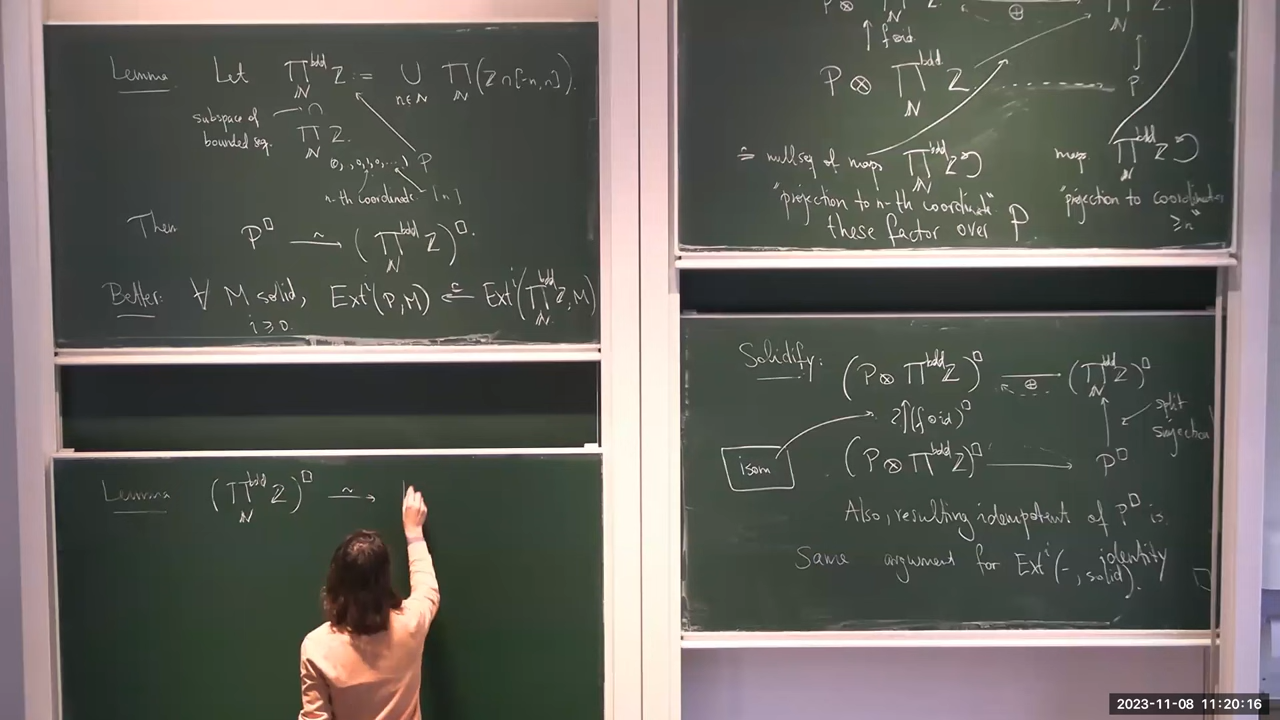 Lemma Let ∏^bdd_ℕ ℤ := ∪_{n∈ℕ} ∏_ℕ (ℤ∩[-n,n]).
subspace of bounded seq. ∩ ∏_ℕ ℤ.
(0,..,0,1,0,...) P
n-th coordinate [n]
Then P^□ →~ (∏^bdd_ℕ ℤ)^□.
Better: ∀ M solid, Ext^i(P,M) ←~ Ext^i(∏^bdd_ℕ ℤ, M)
i≥0.
Lemma (∏^bdd_ℕ ℤ)^□ →~
P ⊗ ∏_ℕ ⊕ ∏_ℕ ℤ.
↑ f⊗id.
P ⊗ ∏^bdd_ℕ ℤ P
≙ nullseq of maps ∏^bdd_ℕ ℤ
"projection to n-th coordinate"
these factor over P.
maps ∏^bdd_ℕ ℤ
"projection to coordinates
≥n"
Solidify: (P⊗∏^bdd ℤ)^□ → ⊕ (∏^bdd_ℕ ℤ)^□
≀↑(f⊗id)^□ ↑ split
surjection
isom (P⊗∏^bdd ℤ)^□ → P^□
Also, resulting idempotent of P^□ is
identity
Same argument for Ext^i(-, solid). □
2023-11-08 11:20:16